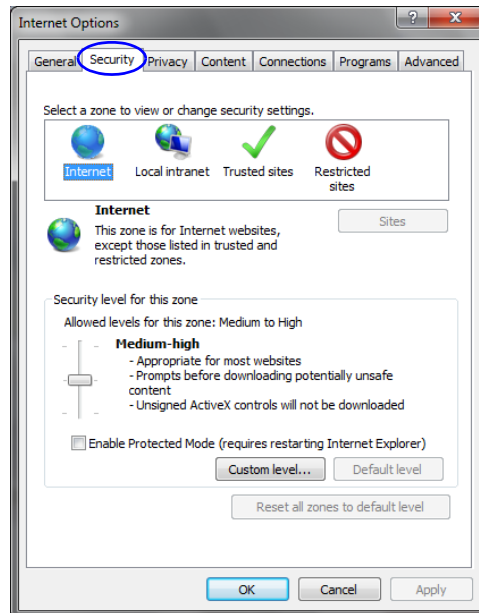 Internet Options
?
X
General Security Privacy Content Connections Programs Advanced
Select a zone to view or change security settings.
Internet Local intranet Trusted sites Restricted
sites
Internet
Sites
This zone is for Internet websites,
except those listed in trusted and
restricted zones.
Security level for this zone
Allowed levels for this zone: Medium to High
Medium-high
- Appropriate for most websites
- Prompts before downloading potentially unsafe
content
- Unsigned ActiveX controls will not be downloaded
Enable Protected Mode (requires restarting Internet Explorer)
Custom level... Default level
Reset all zones to default level
OK Cancel Apply